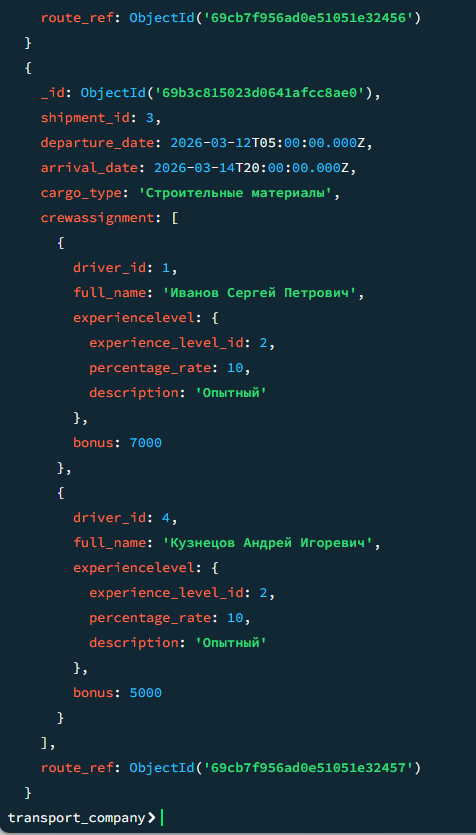 route_ref: ObjectId('69cb7f956ad0e51051e32456')
}
{
_id: ObjectId('69b3c815023d0641afcc8ae0'),
shipment_id: 3,
departure_date: 2026-03-12T05:00:00.000Z,
arrival_date: 2026-03-14T20:00:00.000Z,
cargo_type: 'Строительные материалы',
crewassignment: [
{
driver_id: 1,
full_name: 'Иванов Сергей Петрович',
experiencelevel: {
experience_level_id: 2,
percentage_rate: 10,
description: 'Опытный'
},
bonus: 7000
},
{
driver_id: 4,
full_name: 'Кузнецов Андрей Игоревич',
experiencelevel: {
experience_level_id: 2,
percentage_rate: 10,
description: 'Опытный'
},
bonus: 5000
}
],
route_ref: ObjectId('69cb7f956ad0e51051e32457')
}
transport_company>